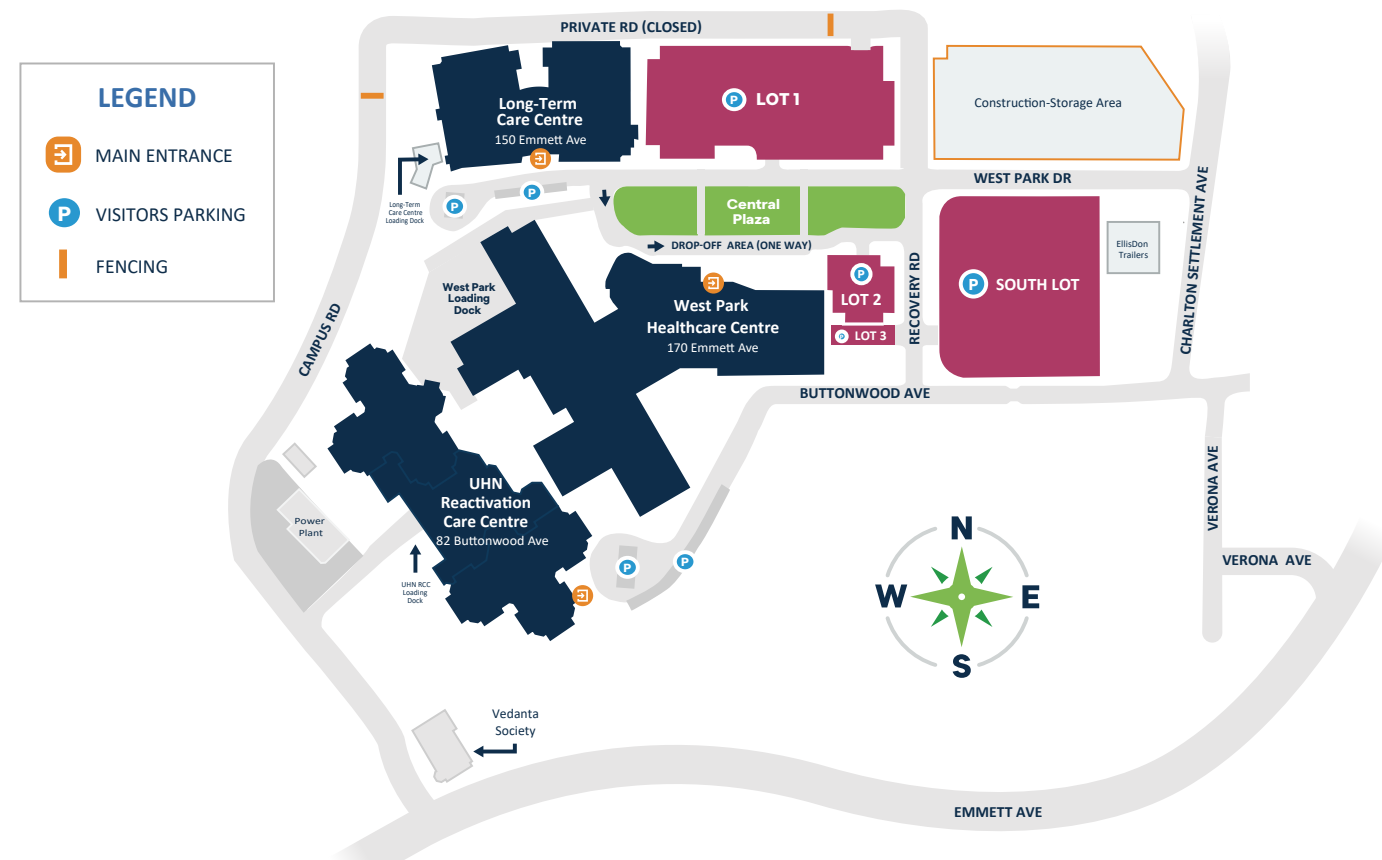 PRIVATE RD (CLOSED)
LEGEND
MAIN ENTRANCE
P
VISITORS PARKING
FENCING
Long-Term
Care Centre
150 Emmett Ave
P
LOT 1
Construction-Storage Area
Long-Term
Care Centre
Loading Dock
P
P
WEST PARK DR
Central
Plaza
DROP-OFF AREA (ONE WAY)
CHARLTON SETTLEMENT AVE
EllisDon
Trailers
West Park
Loading
Dock
West Park
Healthcare Centre
170 Emmett Ave
P
LOT 2
P
LOT 3
RECOVERY RD
P
SOUTH LOT
CAMPUS RD
BUTTONWOOD AVE
VERONA AVE
VERONA AVE
UHN
Reactivation
Care Centre
82 Buttonwood Ave
Power
Plant
UHN RCC
Loading
Dock
P
P
N
W
E
S
Vedanta
Society
EMMETT AVE